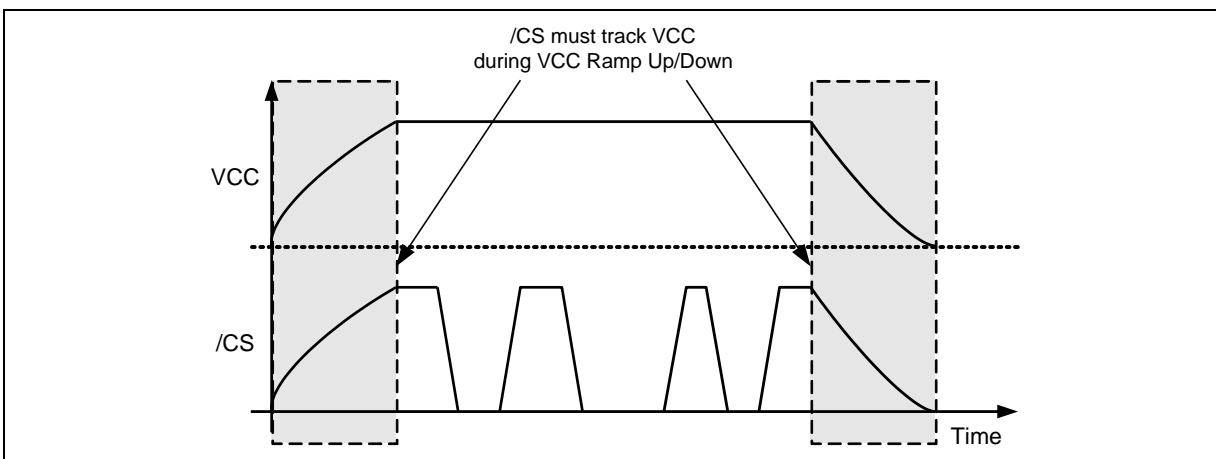 /CS must track VCC
during VCC Ramp Up/Down
VCC
/CS
Time